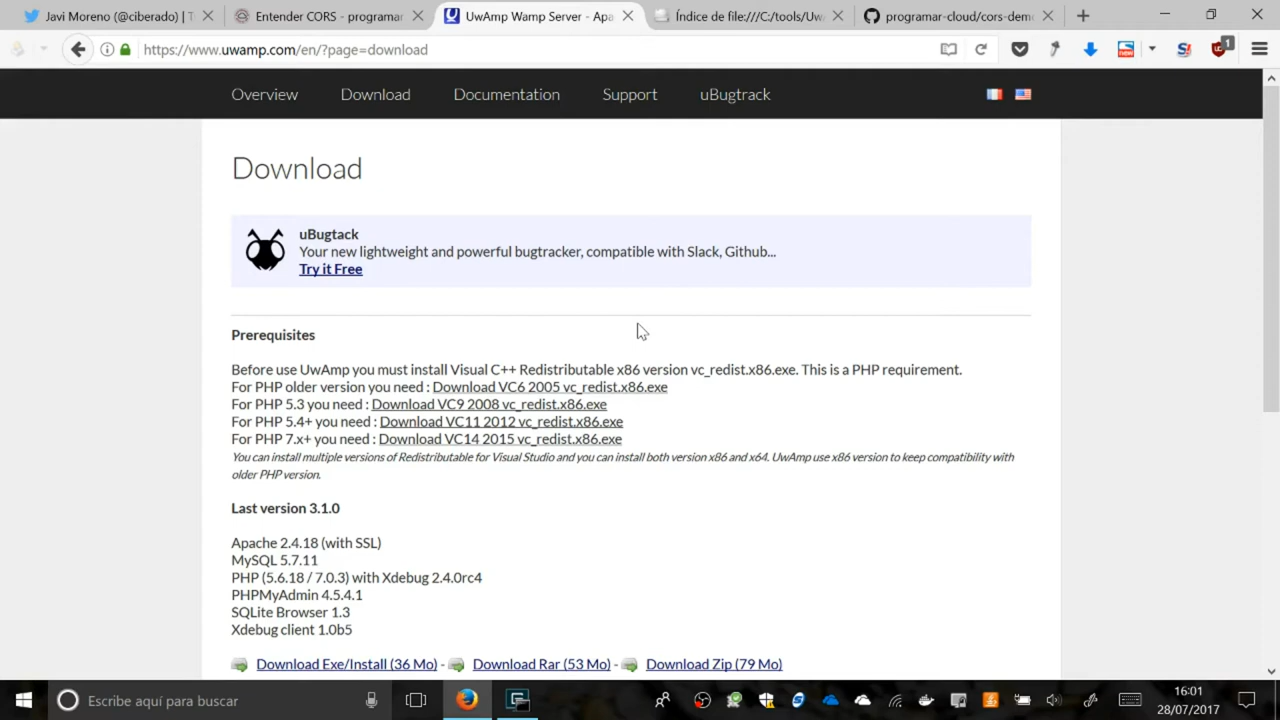 Javi Moreno (@ciberado) | T
Entender CORS - programar
UwAmp Wamp Server - Apa
Índice de file:///C:/tools/Uw
programar-cloud/cors-dem
https://www.uwamp.com/en/?page=download
new
1
Overview
Download
Documentation
Support
uBugtrack
Download
uBugtack
Your new lightweight and powerful bugtracker, compatible with Slack, Github...
Try it Free
Prerequisites
Before use UwAmp you must install Visual C++ Redistributable x86 version vc_redist.x86.exe. This is a PHP requirement.
For PHP older version you need : Download VC6 2005 vc_redist.x86.exe
For PHP 5.3 you need : Download VC9 2008 vc_redist.x86.exe
For PHP 5.4+ you need : Download VC11 2012 vc_redist.x86.exe
For PHP 7.x+ you need : Download VC14 2015 vc_redist.x86.exe
You can install multiple versions of Redistributable for Visual Studio and you can install both version x86 and x64. UwAmp use x86 version to keep compatibility with
older PHP version.
Last version 3.1.0
Apache 2.4.18 (with SSL)
MySQL 5.7.11
PHP (5.6.18 / 7.0.3) with Xdebug 2.4.0rc4
PHPMyAdmin 4.5.4.1
SQLite Browser 1.3
Xdebug client 1.0b5
Download Exe/Install (36 Mo) - Download Rar (53 Mo) - Download Zip (79 Mo)
Escribe aquí para buscar
16:01
28/07/2017